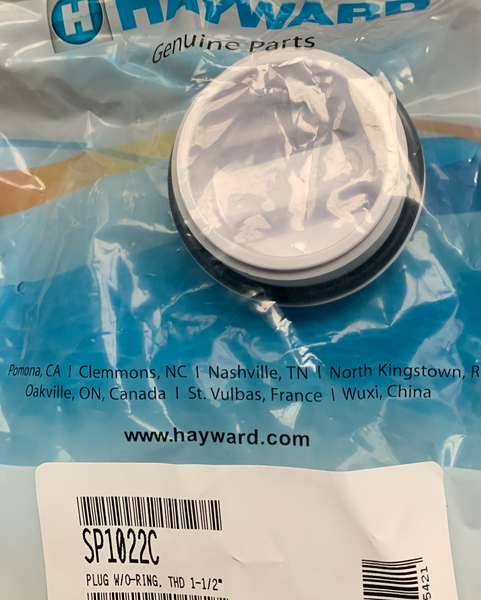 H HAYWARD
Genuine Parts
Pomona, CA | Clemmons, NC | Nashville, TN | North Kingstown, R
Oakville, ON, Canada | St. Vulbas, France | Wuxi, China
www.hayward.com
SP1022C
PLUG W/O-RING, THD 1-1/2"
5421